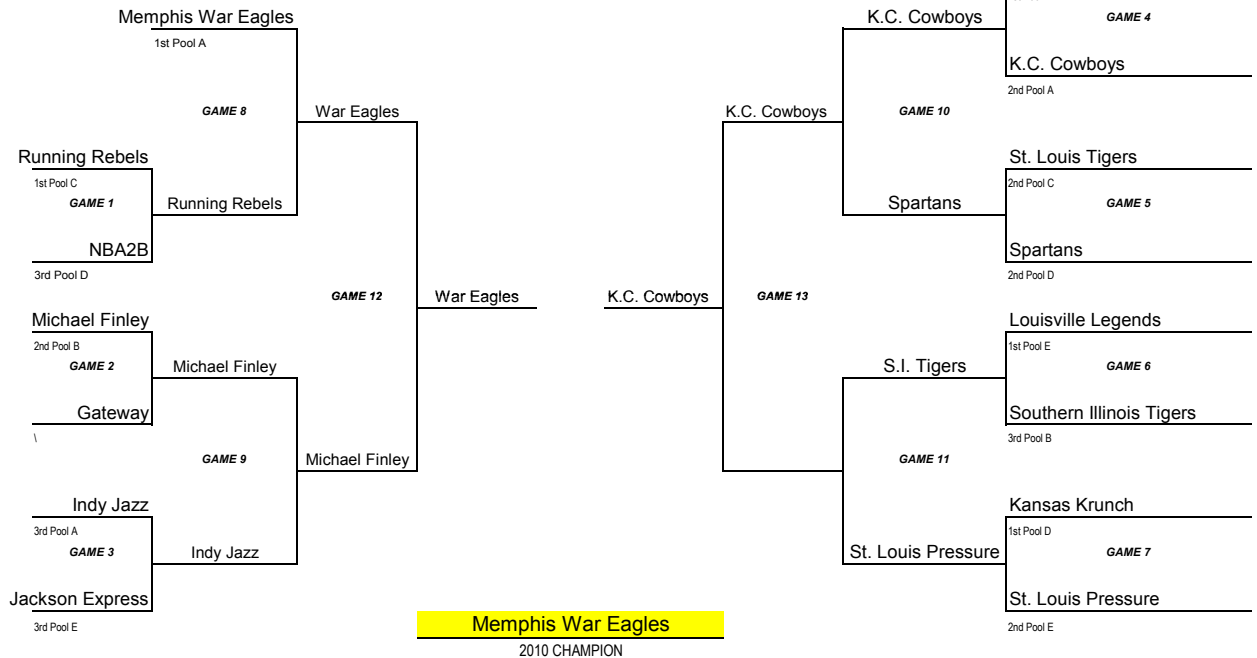 Memphis War Eagles
1st Pool A
GAME 8
War Eagles
Running Rebels
1st Pool C
GAME 1
Running Rebels
NBA2B
3rd Pool D
GAME 12
War Eagles
Michael Finley
2nd Pool B
GAME 2
Michael Finley
Gateway
\
GAME 9
Michael Finley
Indy Jazz
3rd Pool A
GAME 3
Indy Jazz
Jackson Express
3rd Pool E
K.C. Cowboys
GAME 4
K.C. Cowboys
2nd Pool A
K.C. Cowboys
GAME 10
St. Louis Tigers
2nd Pool C
Spartans
GAME 5
Spartans
2nd Pool D
K.C. Cowboys
GAME 13
Louisville Legends
1st Pool E
S.I. Tigers
GAME 6
Southern Illinois Tigers
3rd Pool B
GAME 11
Kansas Krunch
1st Pool D
St. Louis Pressure
GAME 7
St. Louis Pressure
2nd Pool E
Memphis War Eagles
2010 CHAMPION